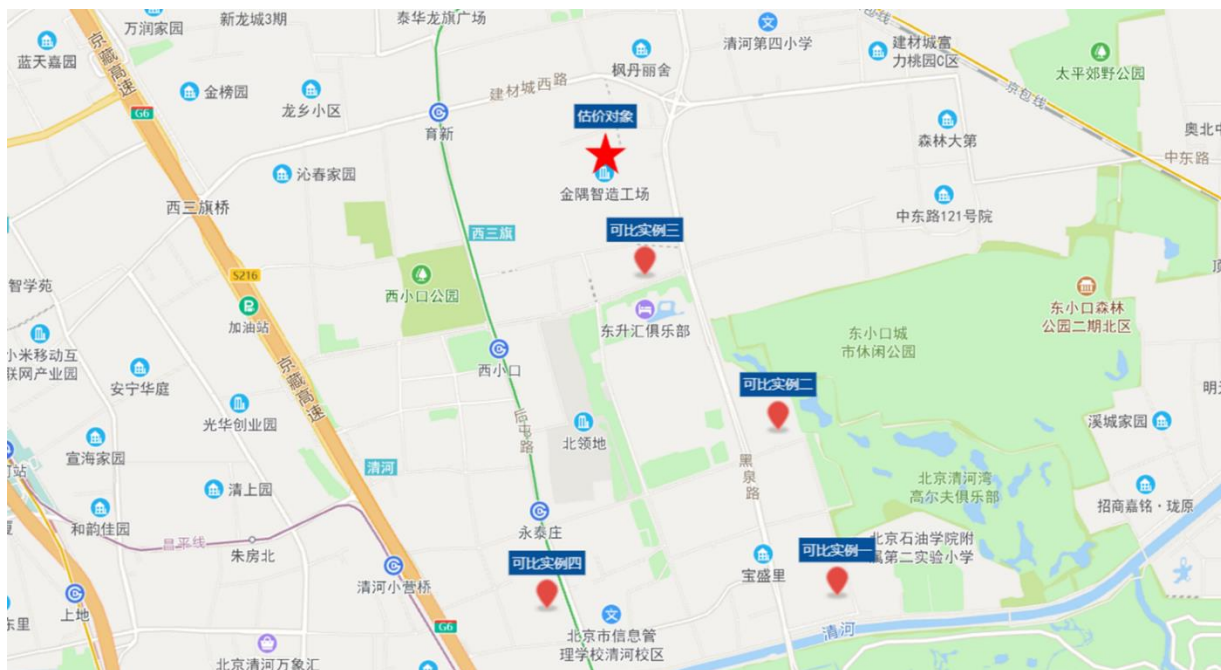 万润家园
新龙城3期
泰华龙旗广场
清河第四小学
蓝天嘉园
京藏高速
枫丹丽舍
建材城富
力桃园C区
太平郊野公园
金榜园
龙乡小区
建材城西路
京包线
G6
育新
估价对象
森林大第
奥北中
中东路
沁春家园
金隅智造工场
西三旗桥
中东路121号院
西三旗
可比实例三
S216
智学苑
西小口公园
东小口森林
公园二期北区
加油站
东升汇俱乐部
东小口城
市休闲公园
小米移动互
联网产业园
西小口
安宁华庭
京藏高速
可比实例二
光华创业园
后屯路
北领地
溪城家园
宣海家园
清河
黑泉路
清上园
北京清河湾
高尔夫俱乐部
招商嘉铭·珑原
和韵佳园
昌平线
朱房北
永泰庄
可比实例一
北京石油学院附
属第二实验小学
可比实例四
宝盛里
清河小营桥
上地
G6
清河
北京市信息管
理学校清河校区
北京清河万象汇